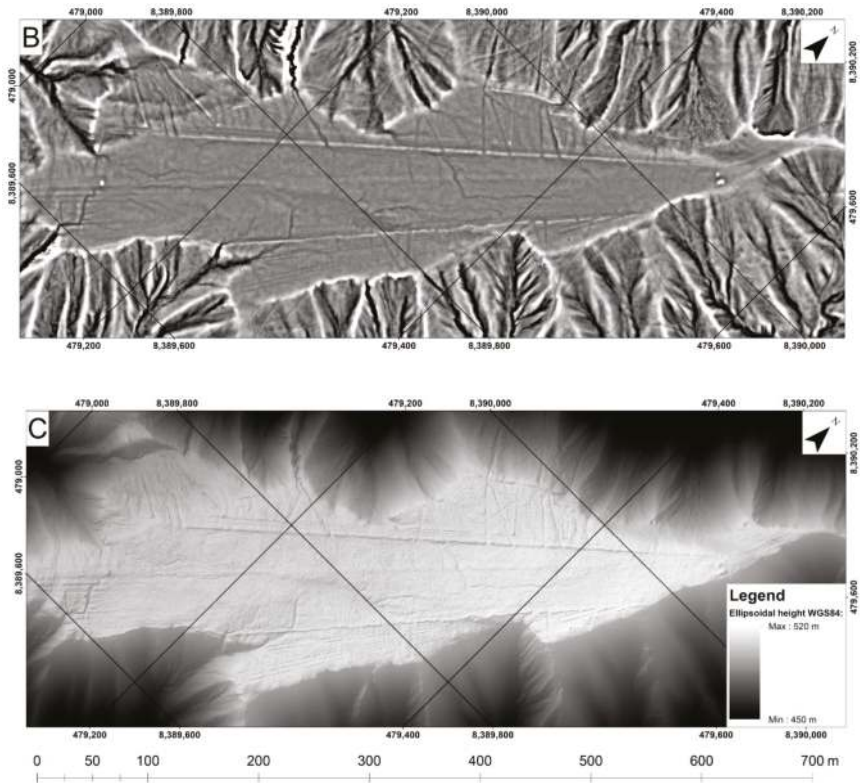 479,000 8,389,800 479,200 8,390,000 479,400 8,390,200
B
N
479,000
8,390,200
8,389,600
479,600
479,200 8,389,600 479,400 8,389,800 479,600 8,390,000
479,000 8,389,800 479,200 8,390,000 479,400 8,390,200
C
N
479,000
8,390,200
8,389,600
479,600
Legend
Ellipsoidal height WGS84:
Max : 520 m
Min : 450 m
479,200 8,389,600 479,400 8,389,800 479,600 8,390,000
0 50 100 200 300 400 500 600 700 m